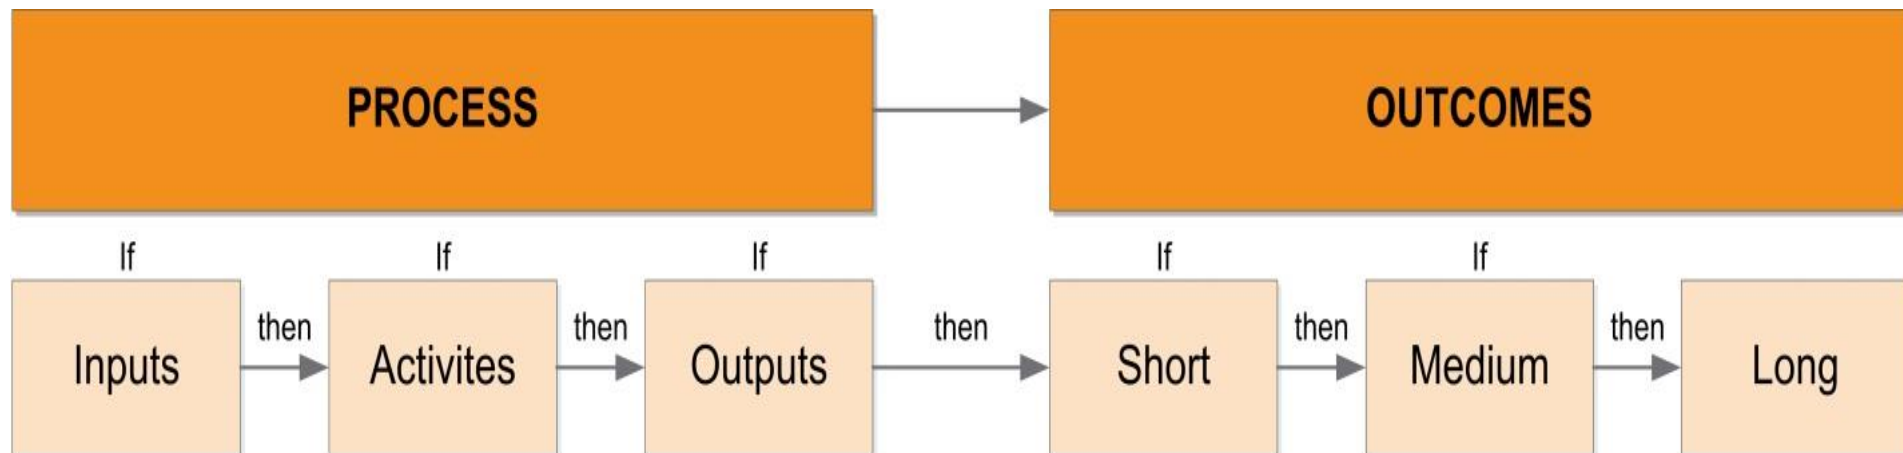 PROCESS
OUTCOMES
If
If
If
If
If
then
then
then
then
then
Inputs
Activites
Outputs
Short
Medium
Long